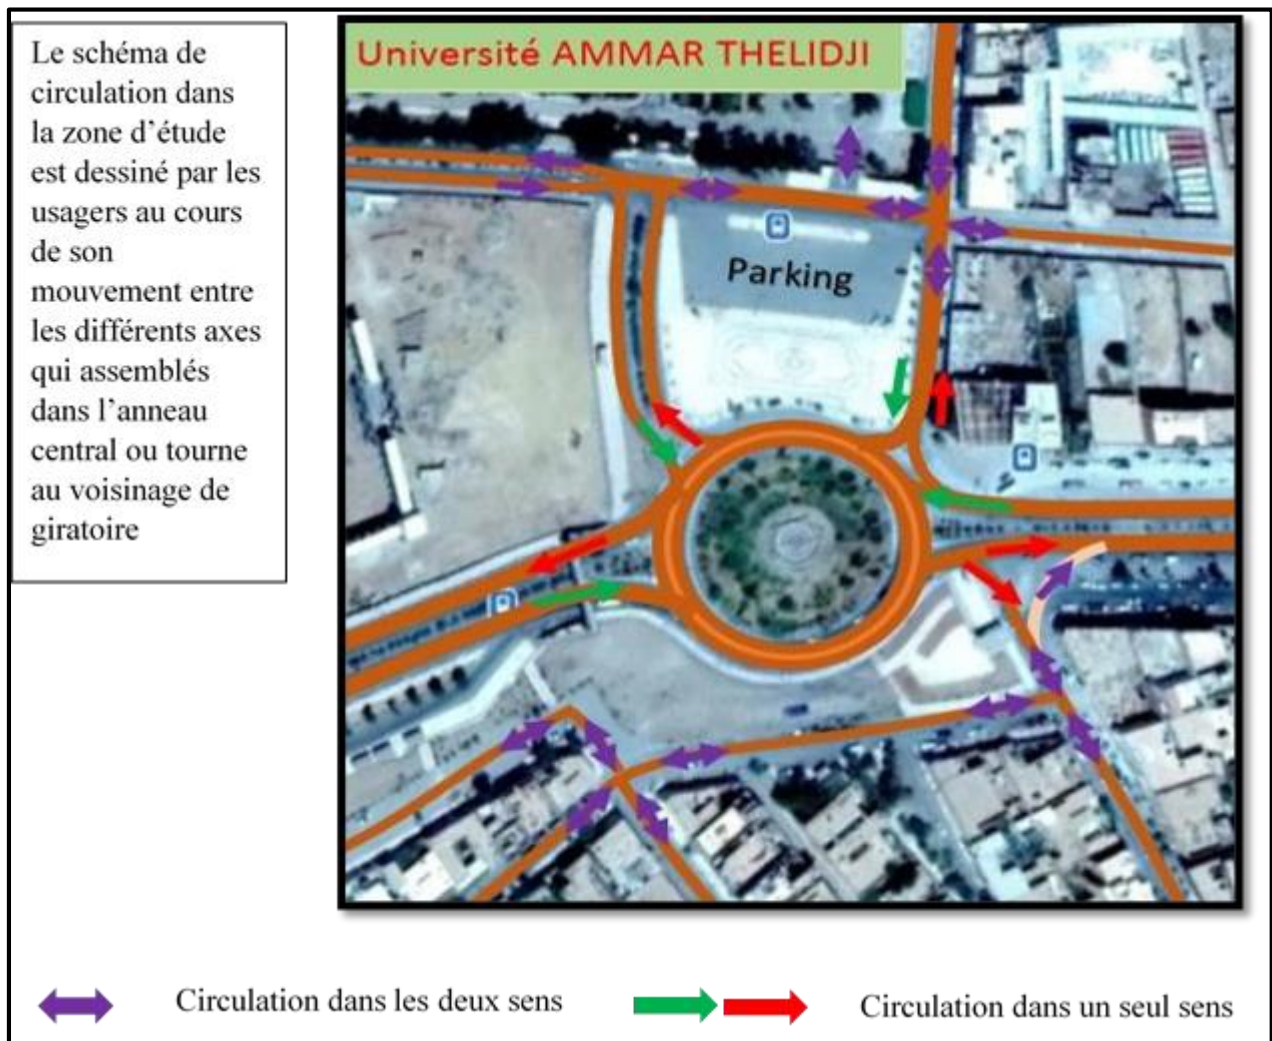 Le schéma de
circulation dans
la zone d’étude
est dessiné par les
usagers au cours
de son
mouvement entre
les différents axes
qui assemblés
dans l’anneau
central ou tourne
au voisinage de
giratoire
Université AMMAR THELIDJI
Parking
Circulation dans les deux sens
Circulation dans un seul sens